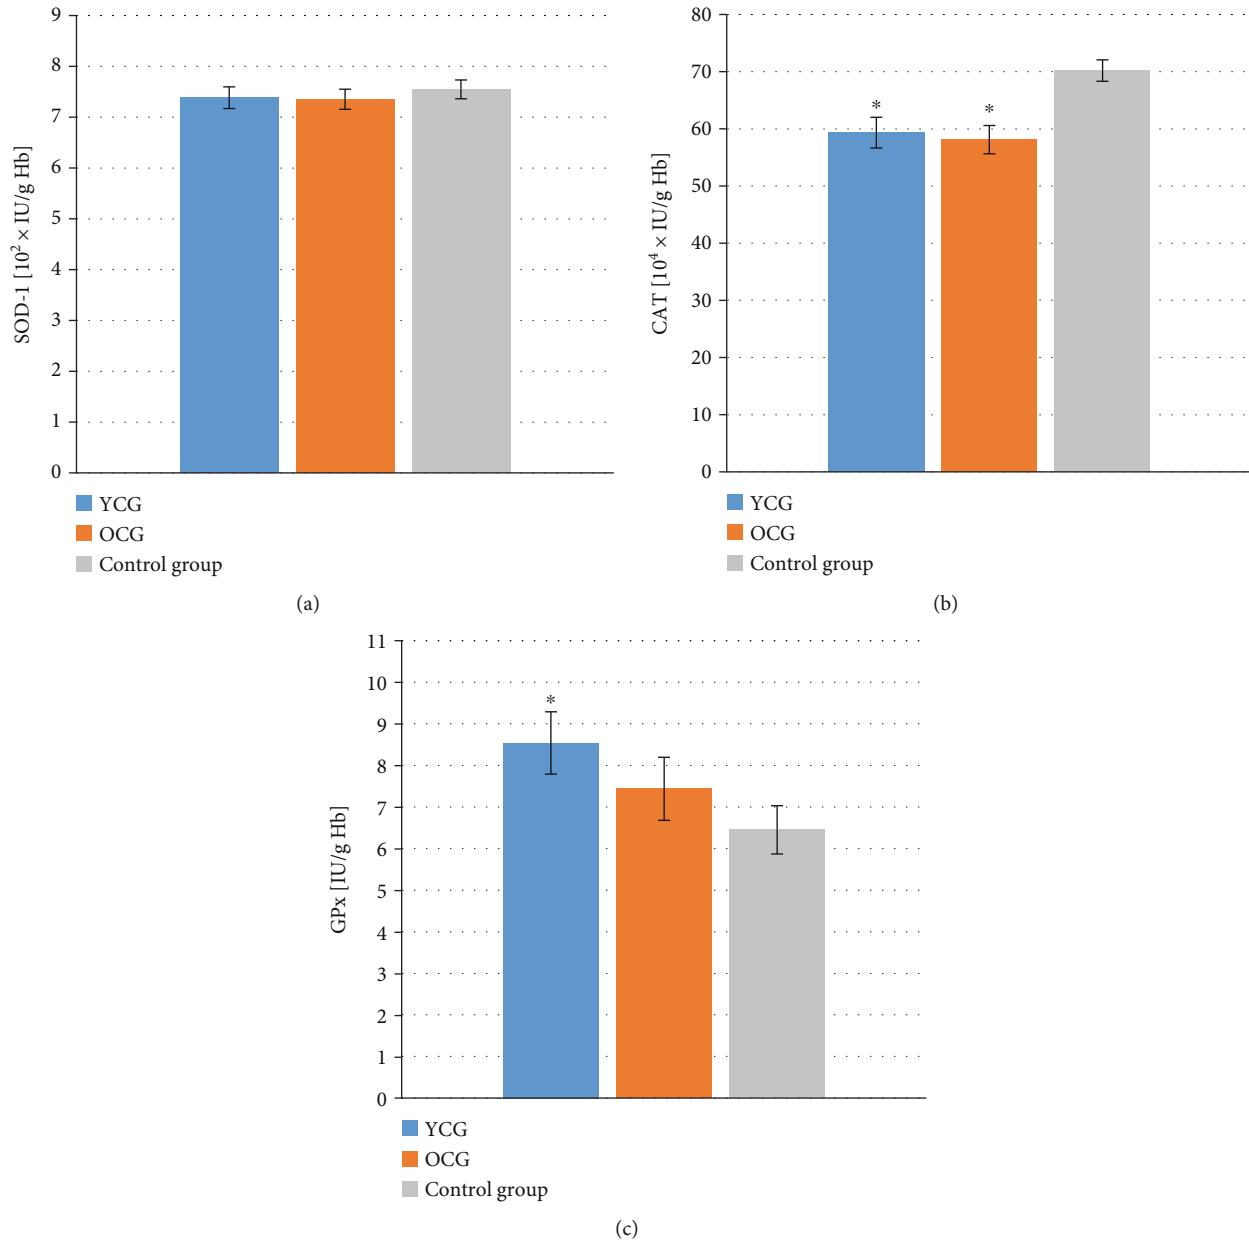 SOD-1 [10² × IU/g Hb]
9
8
7
6
5
4
3
2
1
0
YCG
OCG
Control group
(a)
CAT [10⁴ × IU/g Hb]
80
70
60
50
40
30
20
10
0
*
*
YCG
OCG
Control group
(b)
GPx [IU/g Hb]
11
10
9
8
7
6
5
4
3
2
1
0
*
YCG
OCG
Control group
(c)